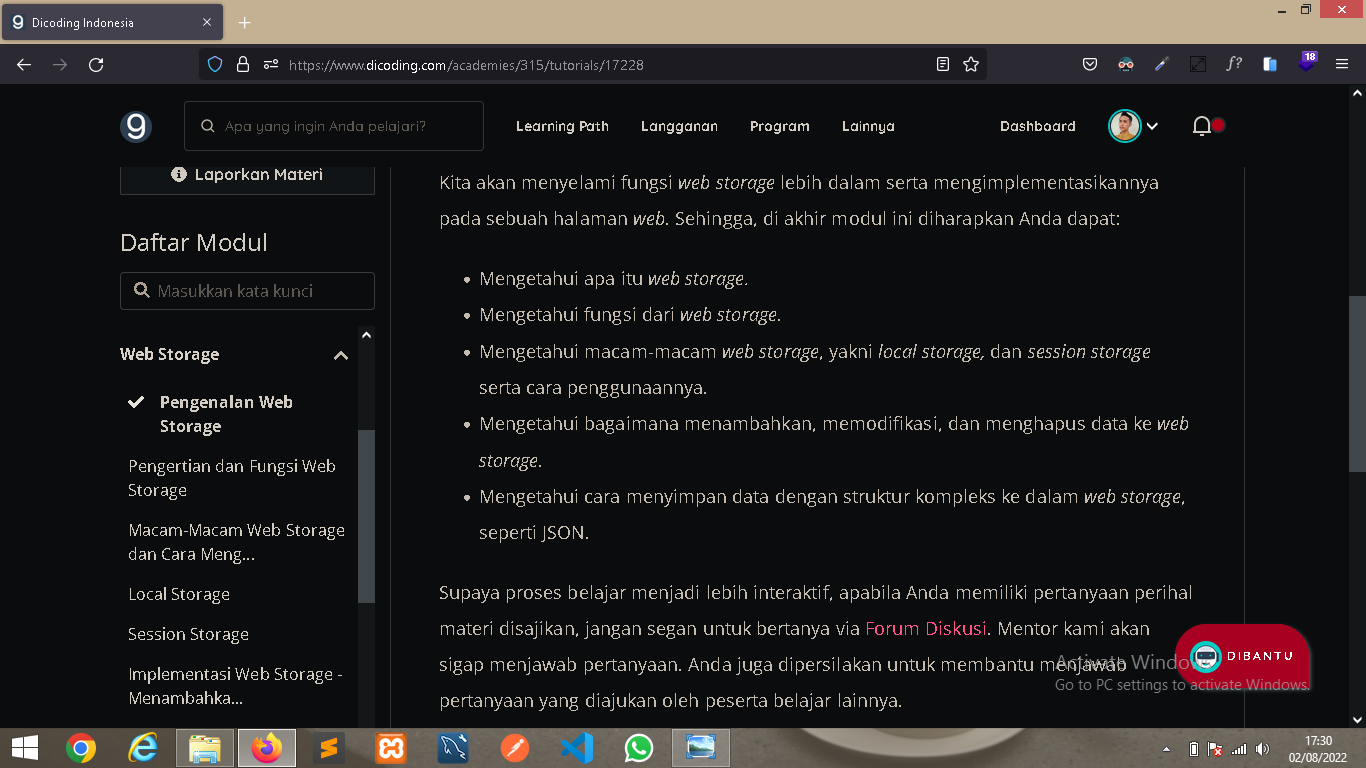 Dicoding Indonesia
https://www.dicoding.com/academies/315/tutorials/17228
18
Apa yang ingin Anda pelajari?
Learning Path
Langganan
Program
Lainnya
Dashboard
Laporkan Materi
Daftar Modul
Masukkan kata kunci
Web Storage
Pengenalan Web
Storage
Pengertian dan Fungsi Web
Storage
Macam-Macam Web Storage
dan Cara Meng...
Local Storage
Session Storage
Implementasi Web Storage -
Menambahka...
Kita akan menyelami fungsi web storage lebih dalam serta mengimplementasikannya
pada sebuah halaman web. Sehingga, di akhir modul ini diharapkan Anda dapat:
• Mengetahui apa itu web storage.
• Mengetahui fungsi dari web storage.
• Mengetahui macam-macam web storage, yakni local storage, dan session storage
serta cara penggunaannya.
• Mengetahui bagaimana menambahkan, memodifikasi, dan menghapus data ke web
storage.
• Mengetahui cara menyimpan data dengan struktur kompleks ke dalam web storage,
seperti JSON.
Supaya proses belajar menjadi lebih interaktif, apabila Anda memiliki pertanyaan perihal
materi disajikan, jangan segan untuk bertanya via Forum Diskusi. Mentor kami akan
sigap menjawab pertanyaan. Anda juga dipersilakan untuk membantu menjawab
pertanyaan yang diajukan oleh peserta belajar lainnya.
DIBANTU
Activate Windo
Go to PC settings to activate Windows.
17:30
02/08/2022